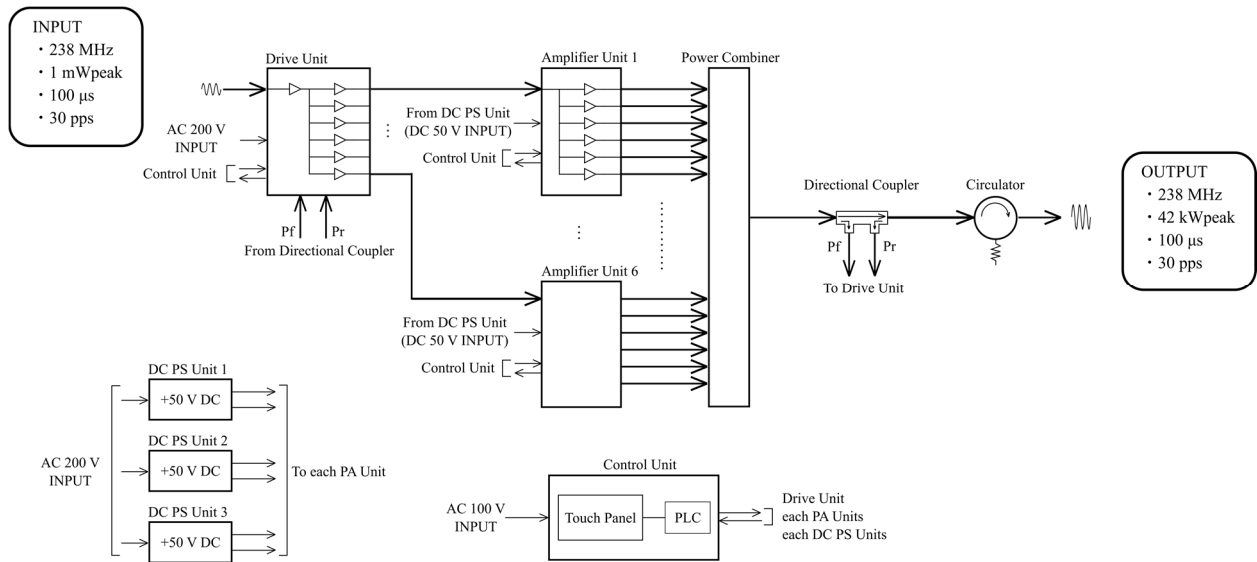 INPUT
・238 MHz
・1 mWpeak
・100 μs
・30 pps
Drive Unit
AC 200 V
INPUT
Control Unit
Pf
Pr
From Directional Coupler
Amplifier Unit 1
From DC PS Unit
(DC 50 V INPUT)
Control Unit
Amplifier Unit 6
From DC PS Unit
(DC 50 V INPUT)
Control Unit
Power Combiner
Directional Coupler
Pf
Pr
To Drive Unit
Circulator
OUTPUT
・238 MHz
・42 kWpeak
・100 μs
・30 pps
AC 200 V
INPUT
DC PS Unit 1
+50 V DC
DC PS Unit 2
+50 V DC
DC PS Unit 3
+50 V DC
To each PA Unit
Control Unit
AC 100 V
INPUT
Touch Panel
PLC
Drive Unit
each PA Units
each DC PS Units